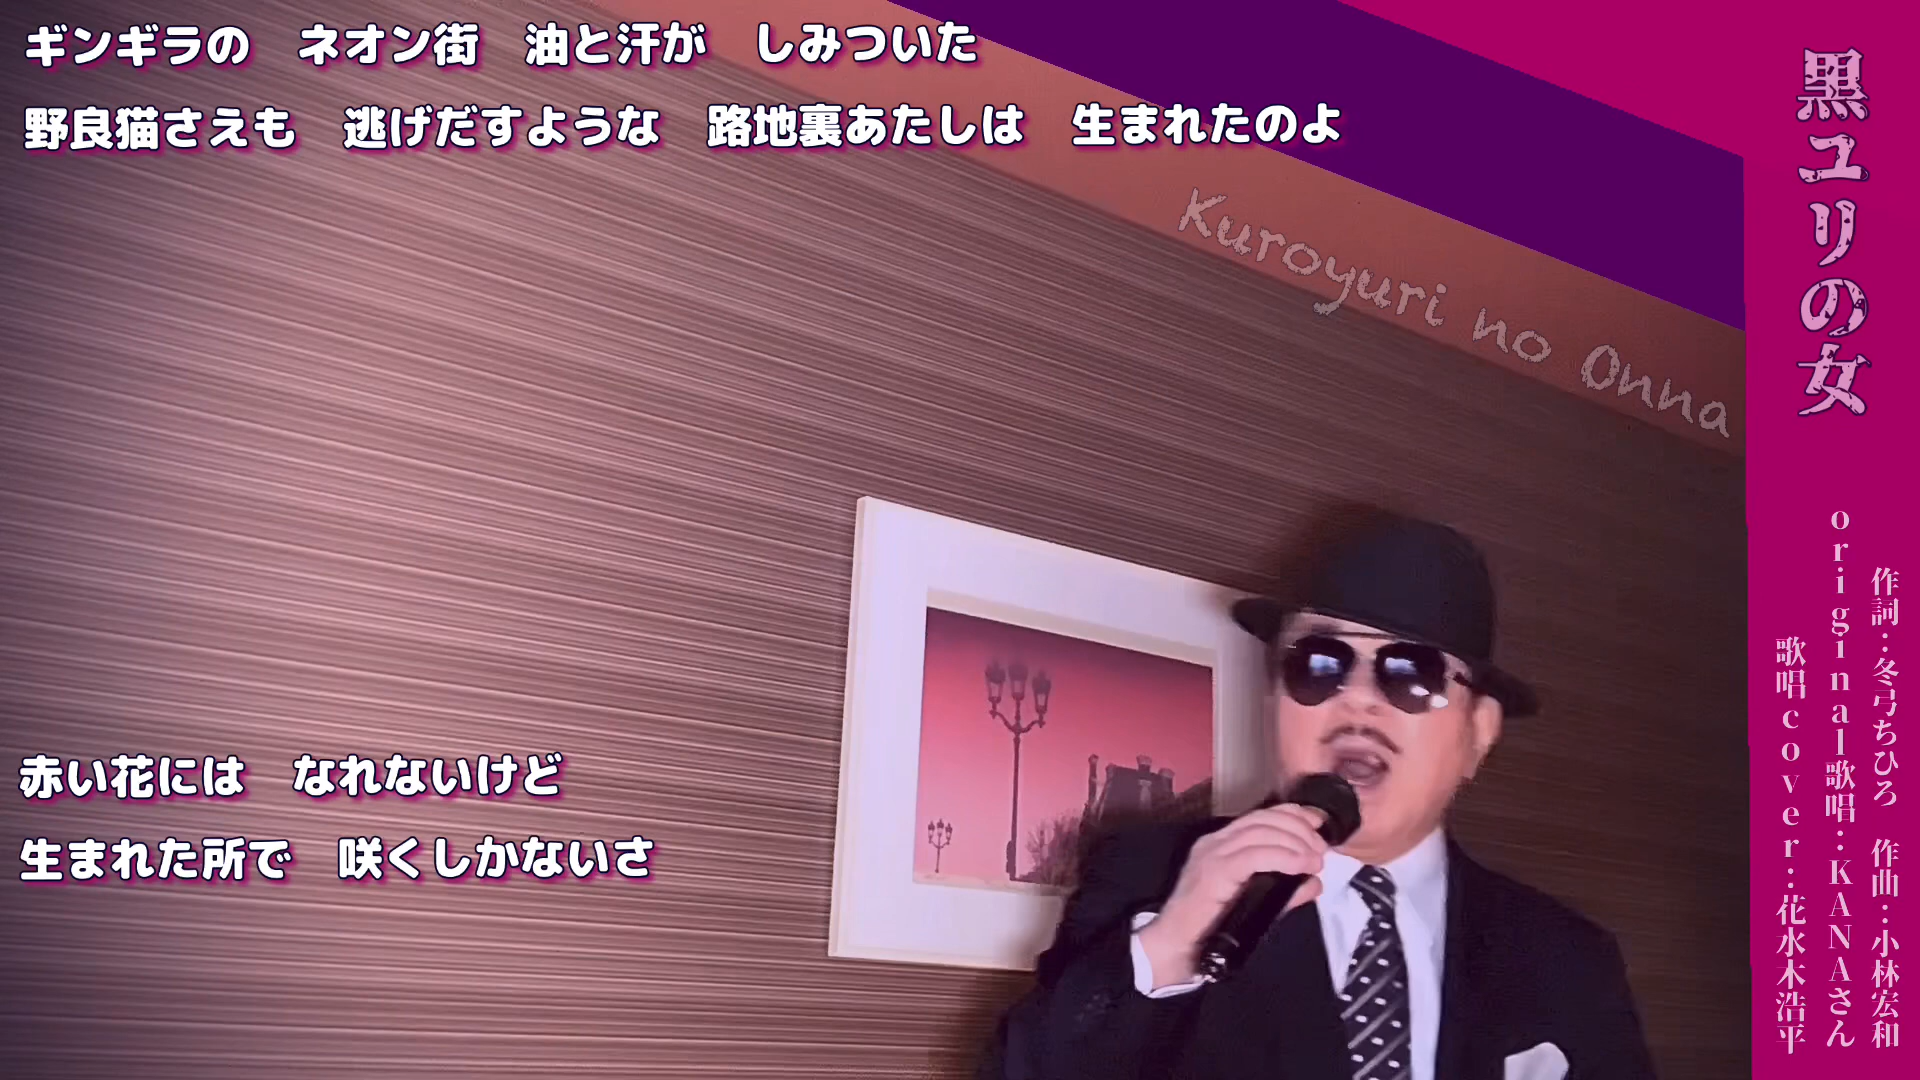 ギンギラの　ネオン街　油と汗が　しみついた
野良猫さえも　逃げだすような　路地裏あたしは　生まれたのよ
Kuroyuri no Onna
赤い花には　なれないけど
生まれた所で　咲くしかないさ
黒ユリの女
作詞：冬弓ちひろ　作曲：小林宏和
original歌唱：KANAさん
歌唱cover：花水木浩平